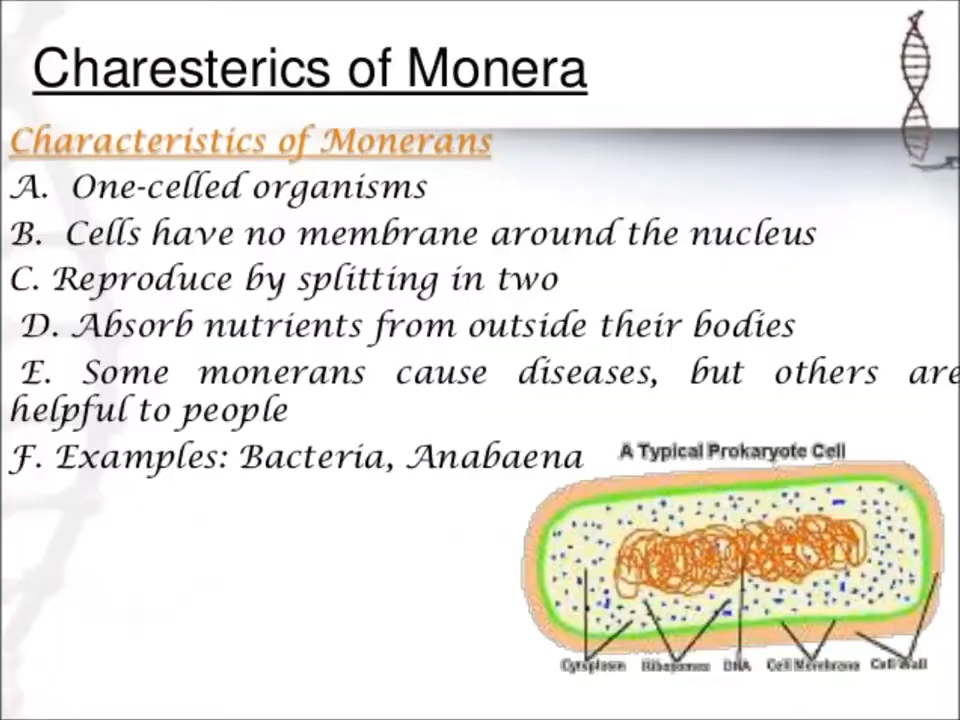 Charesterics of Monera
Characteristics of Monerans
A. One-celled organisms
B. Cells have no membrane around the nucleus
C. Reproduce by splitting in two
D. Absorb nutrients from outside their bodies
E. Some monerans cause diseases, but others are
helpful to people
F. Examples: Bacteria, Anabaena
A Typical Prokaryote Cell
Cytoplasm Ribosomes DNA Cell Membrane Cell Wall